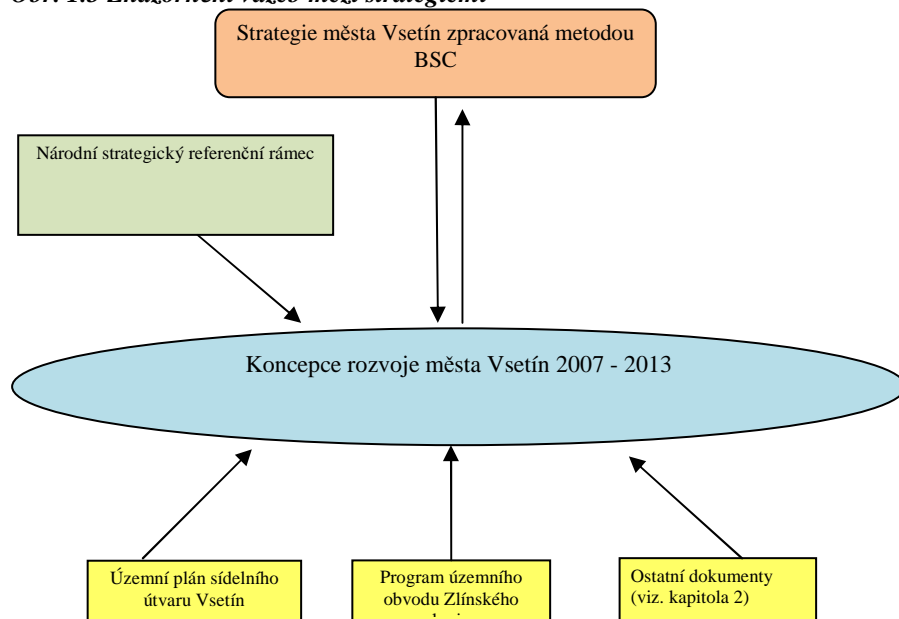 Strategie města Vsetín zpracovaná metodou
BSC
Národní strategický referenční rámec
Koncepce rozvoje města Vsetín 2007 - 2013
Územní plán sídelního
útvaru Vsetín
Program územního
obvodu Zlínského
Ostatní dokumenty
(viz. kapitola 2)